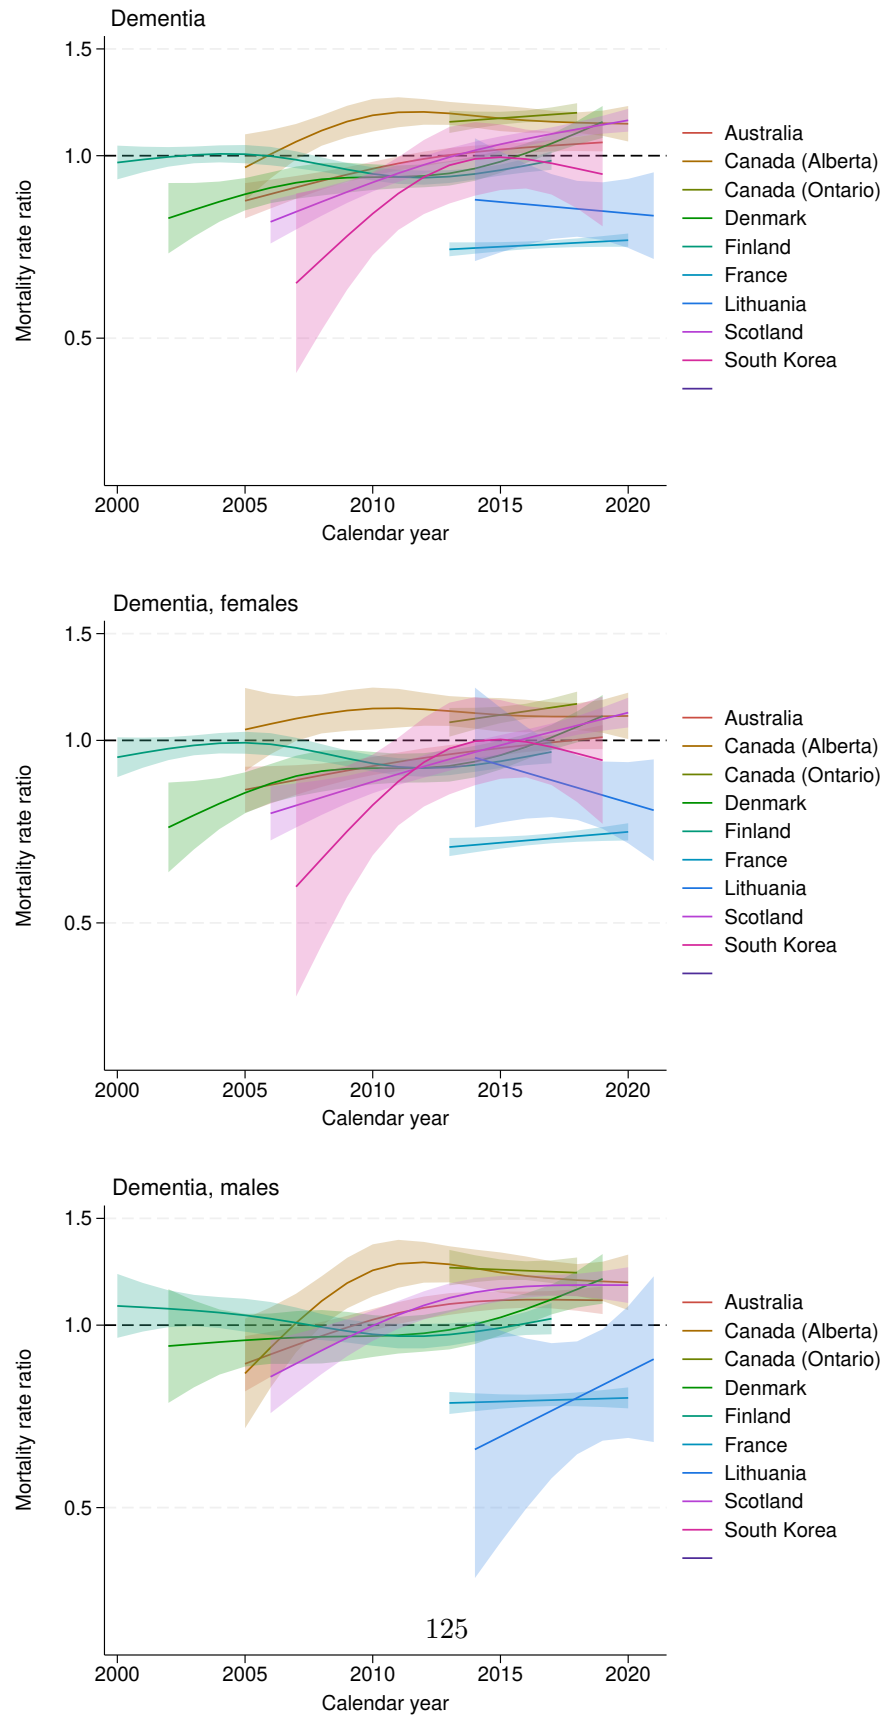 Dementia
1.5
1.0
0.5
Mortality rate ratio
2000 2005 2010 2015 2020
Calendar year
Australia
Canada (Alberta)
Canada (Ontario)
Denmark
Finland
France
Lithuania
Scotland
South Korea
Dementia, females
1.5
1.0
0.5
Mortality rate ratio
2000 2005 2010 2015 2020
Calendar year
Australia
Canada (Alberta)
Canada (Ontario)
Denmark
Finland
France
Lithuania
Scotland
South Korea
Dementia, males
1.5
1.0
0.5
Mortality rate ratio
2000 2005 2010 2015 2020
Calendar year
Australia
Canada (Alberta)
Canada (Ontario)
Denmark
Finland
France
Lithuania
Scotland
South Korea
125